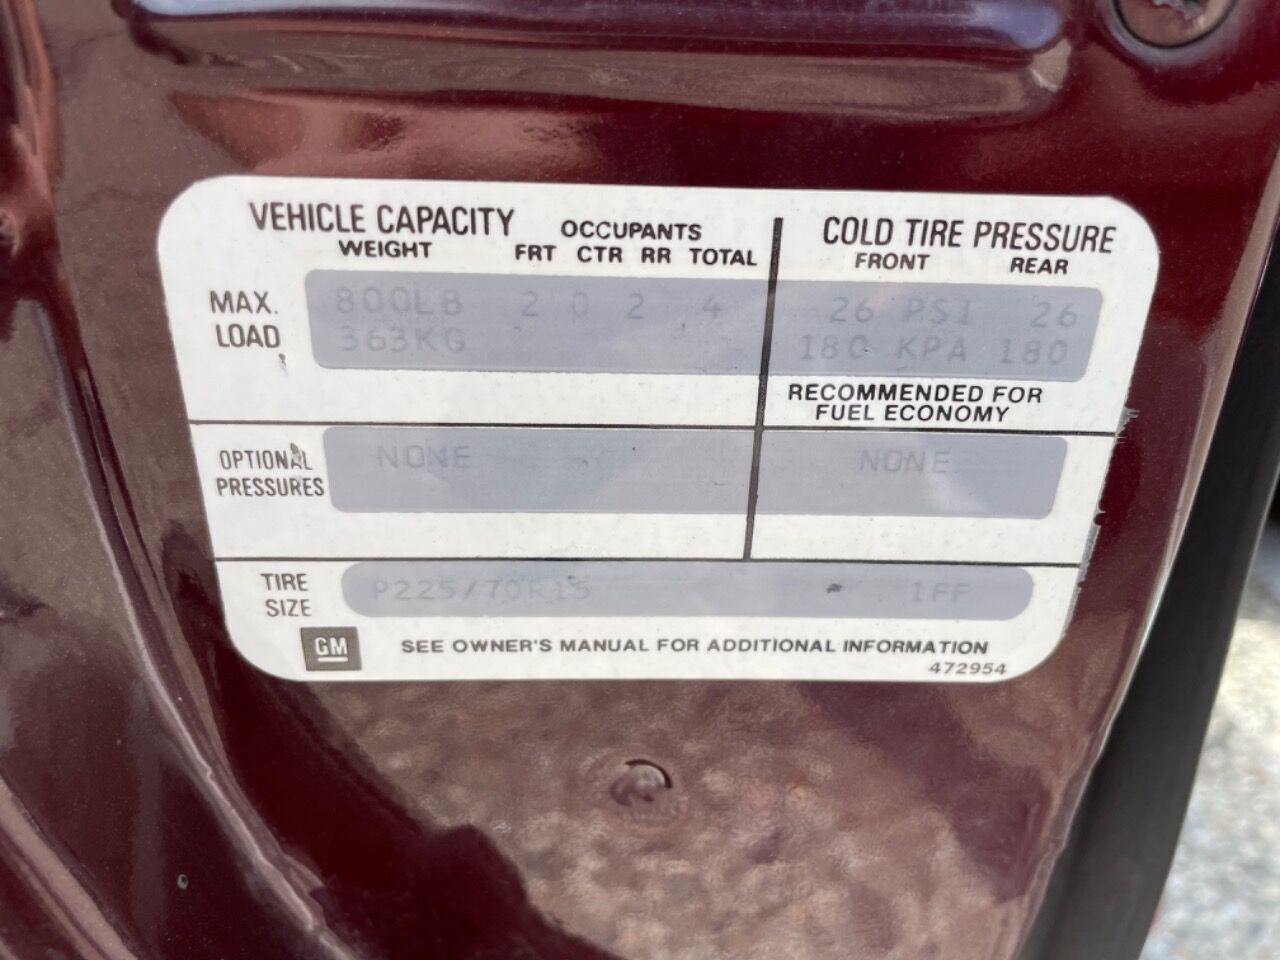 VEHICLE CAPACITY OCCUPANTS COLD TIRE PRESSURE
WEIGHT FRT CTR RR TOTAL FRONT REAR
MAX. LOAD 800LB 2 0 2 4 26 PSI 26
363KG 180 KPA 180
RECOMMENDED FOR
FUEL ECONOMY
OPTIONAL PRESSURES NONE NONE
TIRE SIZE P225/70R15 1FF
GM SEE OWNER'S MANUAL FOR ADDITIONAL INFORMATION
472954